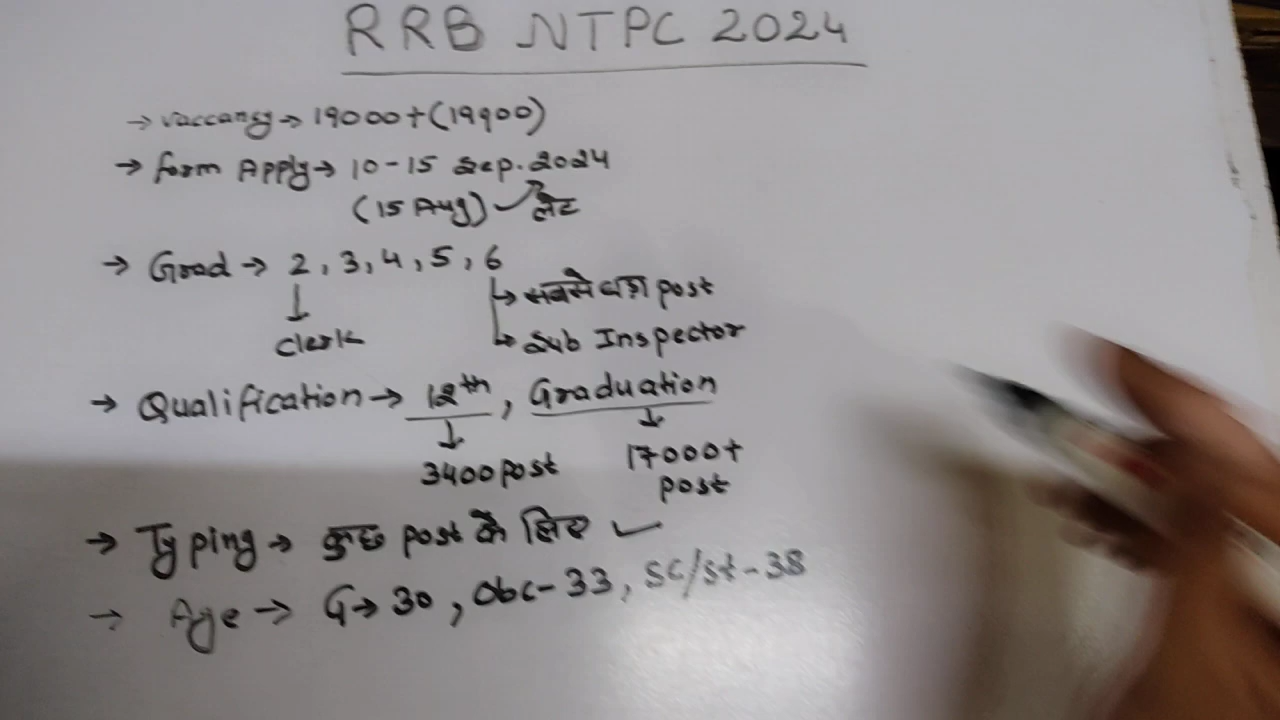 RRB NTPC 2024
→ vaccansy → 19000+(19900)
→ form Apply → 10-15 Sep. 2024
(15 Aug) लेट
→ Grad → 2, 3, 4, 5, 6
↳ सबसे बड़ा post
↓ clerk
↳ Sub Inspector
→ Qualification → 12th, Graduation
↓ ↓
3400 post 17000+ post
→ Typing → कुछ post के लिए ✓
→ Age → G→30, Obc-33, SC/St-38